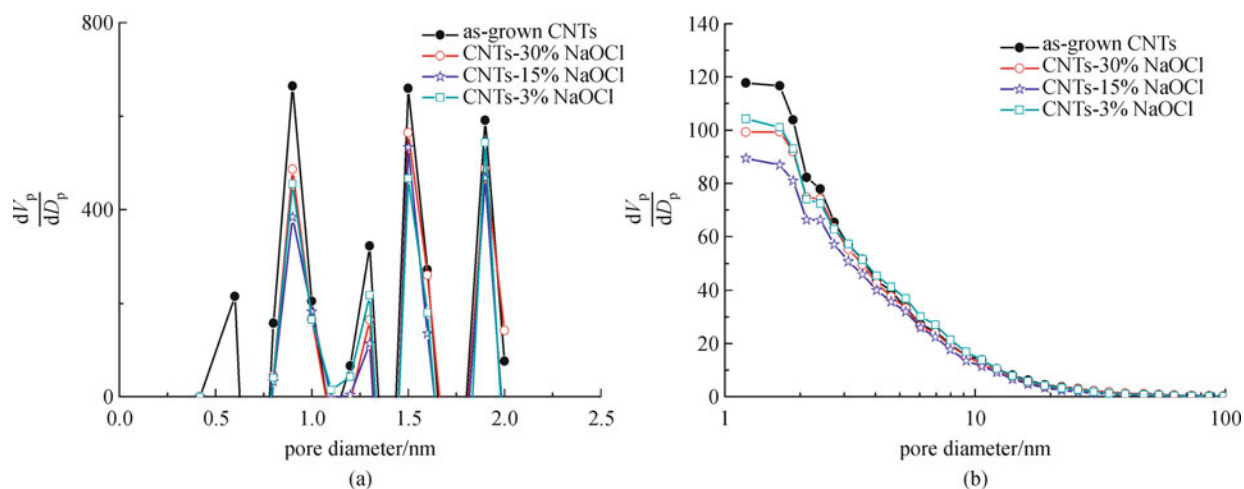 800
400
0
0.0 0.5 1.0 1.5 2.0 2.5
dVp
dDp
as-grown CNTs
CNTs-30% NaOCl
CNTs-15% NaOCl
CNTs-3% NaOCl
pore diameter/nm
(a)
140
120
100
80
60
40
20
0
1 10 100
dVp
dDp
as-grown CNTs
CNTs-30% NaOCl
CNTs-15% NaOCl
CNTs-3% NaOCl
pore diameter/nm
(b)